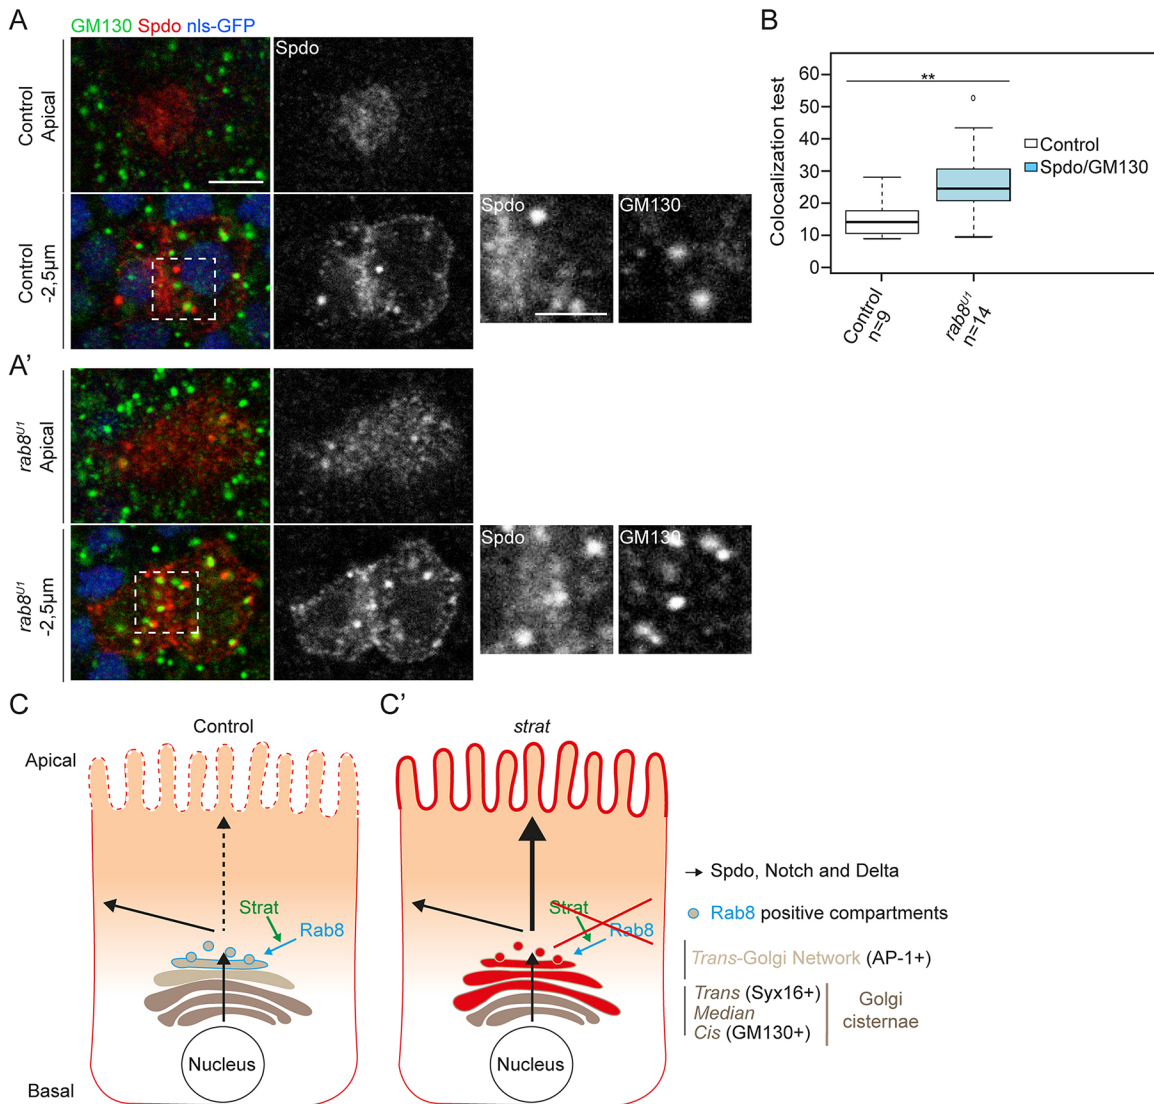 A
GM130 Spdo nls-GFP
Control
Apical
Spdo
Control
-2,5µm
Spdo
GM130
A'
rab8U1
Apical
rab8U1
-2,5µm
Spdo
GM130
B
Colocalization test
60
50
40
30
20
10
0
**
Control
n=9
rab8U1
n=14
Control
Spdo/GM130
C
Control
Apical
Strat
Rab8
Nucleus
Basal
C'
strat
Strat
Rab8
Nucleus
Spdo, Notch and Delta
Rab8 positive compartments
Trans-Golgi Network (AP-1+)
Trans (Syx16+)
Median
Cis (GM130+)
Golgi
cisternae